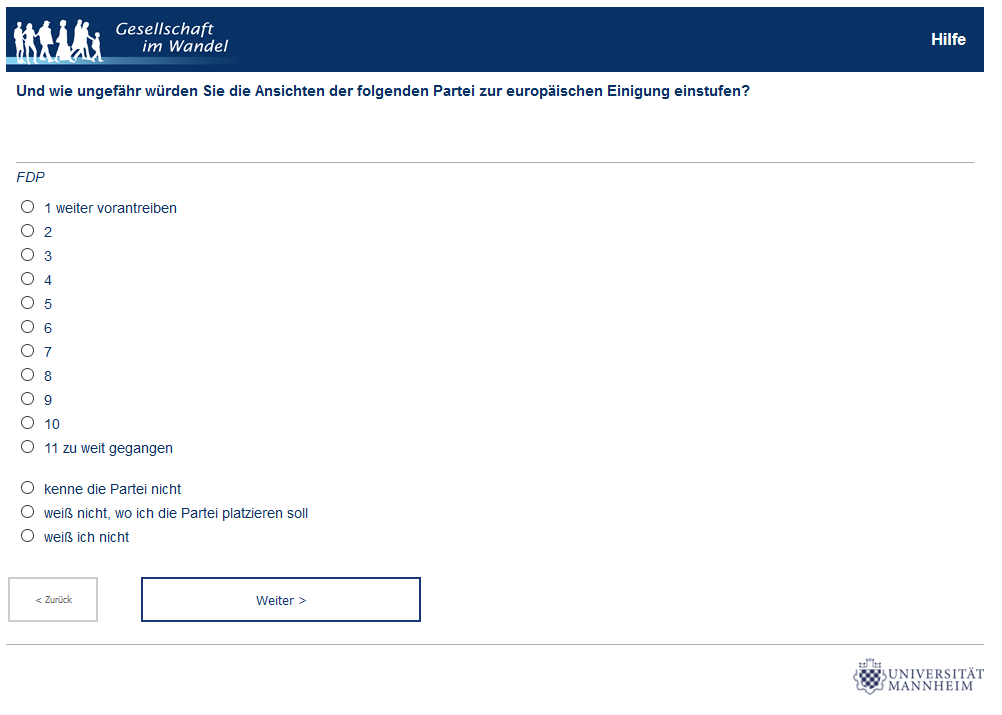 Gesellschaft
im Wandel
Hilfe
Und wie ungefähr würden Sie die Ansichten der folgenden Partei zur europäischen Einigung einstufen?
FDP
1 weiter vorantreiben
2
3
4
5
6
7
8
9
10
11 zu weit gegangen
kenne die Partei nicht
weiß nicht, wo ich die Partei platzieren soll
weiß ich nicht
< Zurück
Weiter >
UNIVERSITÄT
MANNHEIM